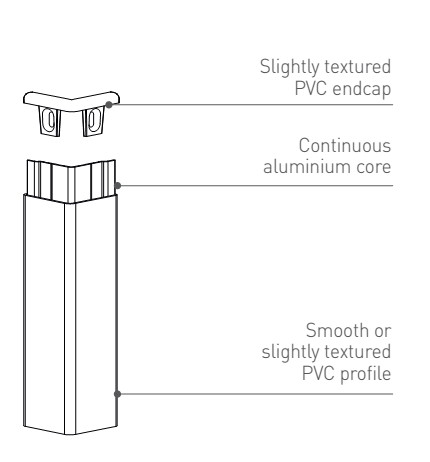 Slightly textured
PVC endcap
Continuous
aluminium core
Smooth or
slightly textured
PVC profile